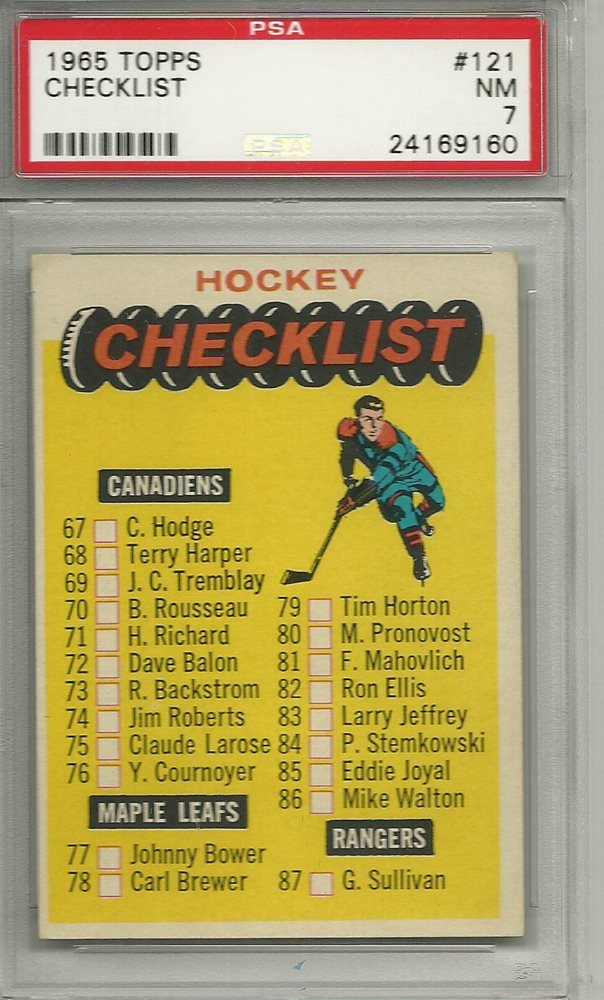 PSA
1965 TOPPS #121
CHECKLIST NM
7
PSA 24169160
HOCKEY
CHECKLIST
CANADIENS
67 C. Hodge
68 Terry Harper
69 J. C. Tremblay
70 B. Rousseau
71 H. Richard
72 Dave Balon
73 R. Backstrom
74 Jim Roberts
75 Claude Larose
76 Y. Cournoyer
MAPLE LEAFS
77 Johnny Bower
78 Carl Brewer
79 Tim Horton
80 M. Pronovost
81 F. Mahovlich
82 Ron Ellis
83 Larry Jeffrey
84 P. Stemkowski
85 Eddie Joyal
86 Mike Walton
RANGERS
87 G. Sullivan